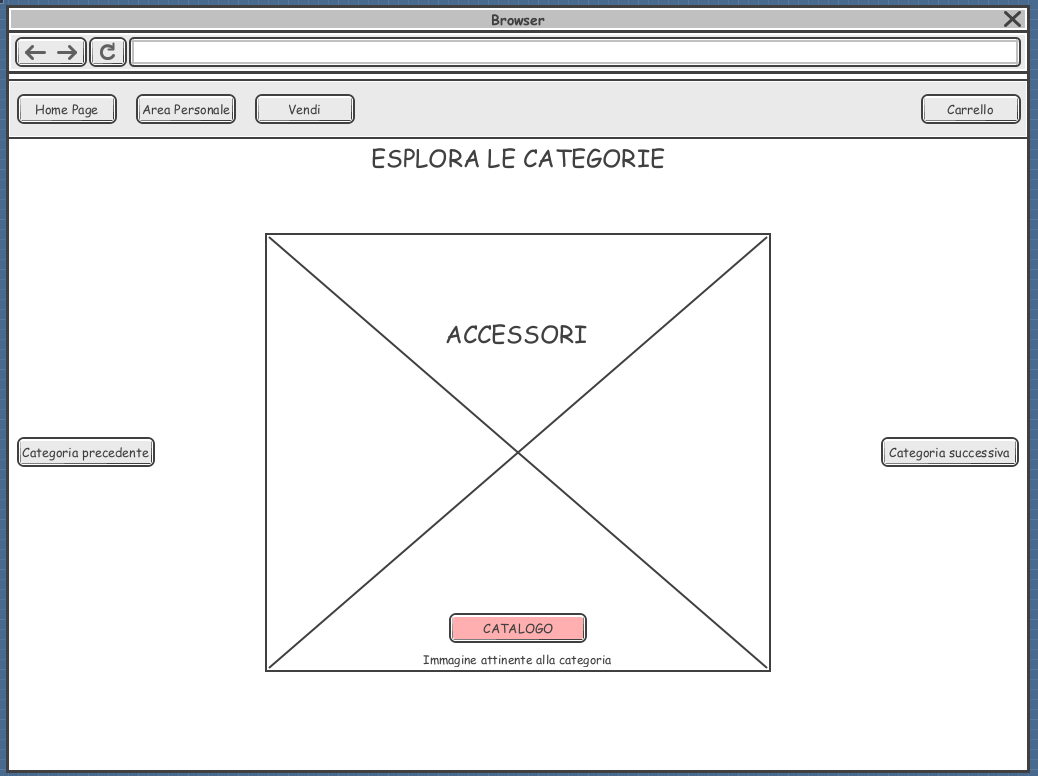 Browser
Home Page
Area Personale
Vendi
Carrello
ESPLORA LE CATEGORIE
ACCESSORI
Categoria precedente
Categoria successiva
CATALOGO
Immagine attinente alla categoria